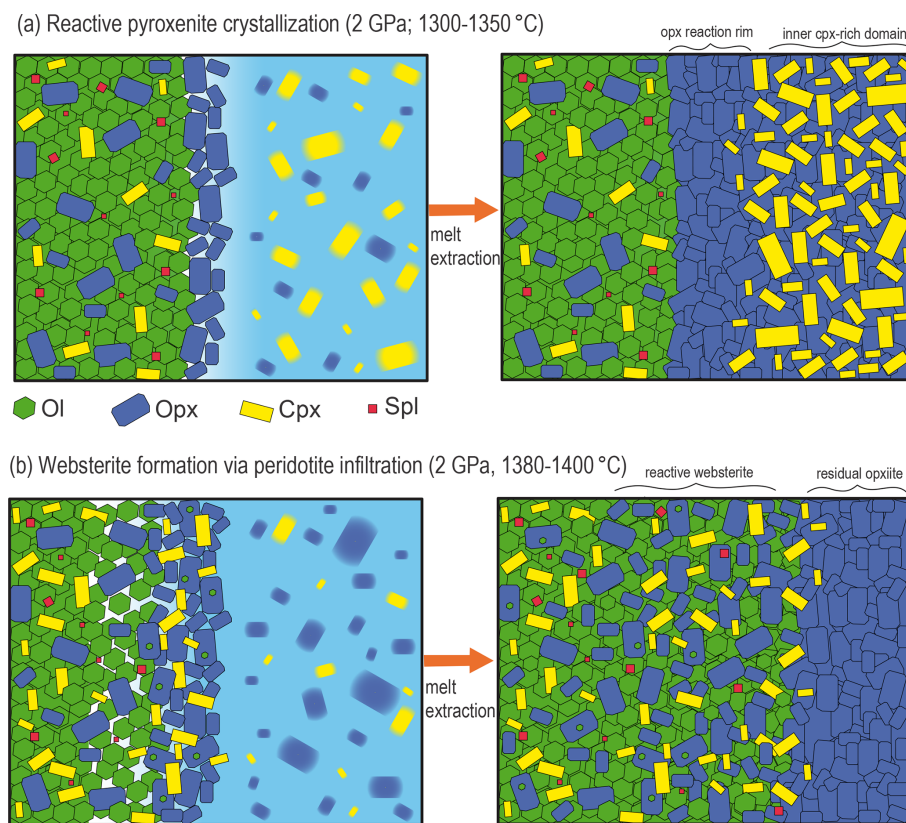 (a) Reactive pyroxenite crystallization (2 GPa; 1300-1350 °C)
opx reaction rim
inner cpx-rich domain
melt
extraction
Ol
Opx
Cpx
Spl
(b) Websterite formation via peridotite infiltration (2 GPa, 1380-1400 °C)
reactive websterite
residual opxiite
melt
extraction